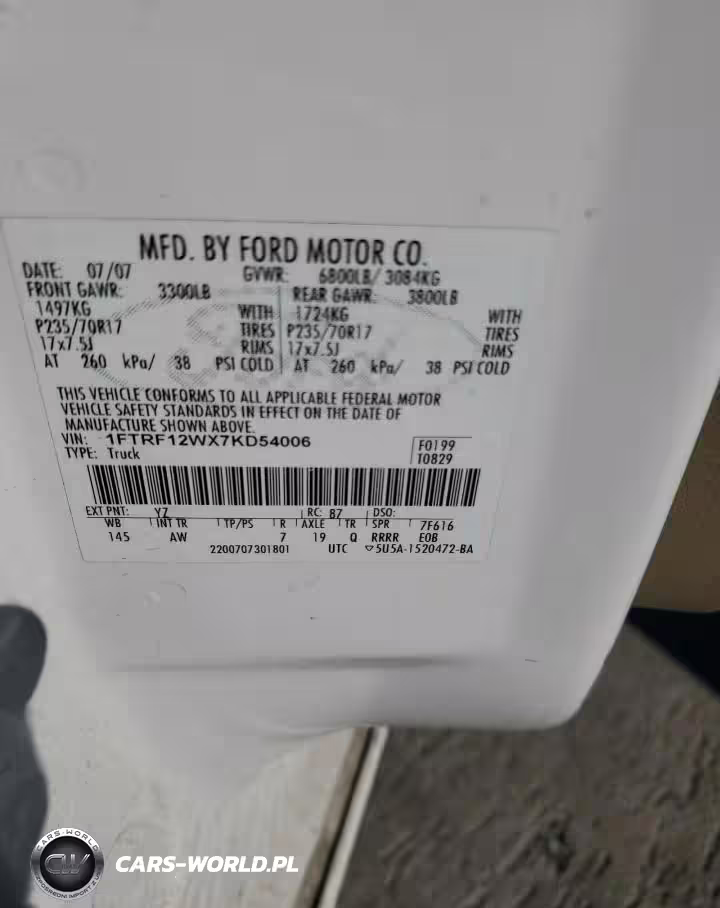 MFD. BY FORD MOTOR CO.
DATE: 07/07 GVWR: 6800LB/ 3084KG
FRONT GAWR: 3300LB REAR GAWR: 3800LB
1497KG WITH 1724KG WITH
P235/70R17 TIRES P235/70R17 TIRES
17x7.5J RIMS 17x7.5J RIMS
AT 260 kPa/ 38 PSI COLD AT 260 kPa/ 38 PSI COLD
THIS VEHICLE CONFORMS TO ALL APPLICABLE FEDERAL MOTOR
VEHICLE SAFETY STANDARDS IN EFFECT ON THE DATE OF
MANUFACTURE SHOWN ABOVE.
VIN: 1FTRF12WX7KD54006 F0199
TYPE: Truck T0829
EXT PNT: YZ RC: 87 DSO:
WB INT TR TP/PS R AXLE TR SPR 7F616
145 AW 7 19 Q RRRR EOB
2200707301801 UTC ▽5U5A-1520472-BA
CARS-WORLD
CW
CARS-WORLD.PL